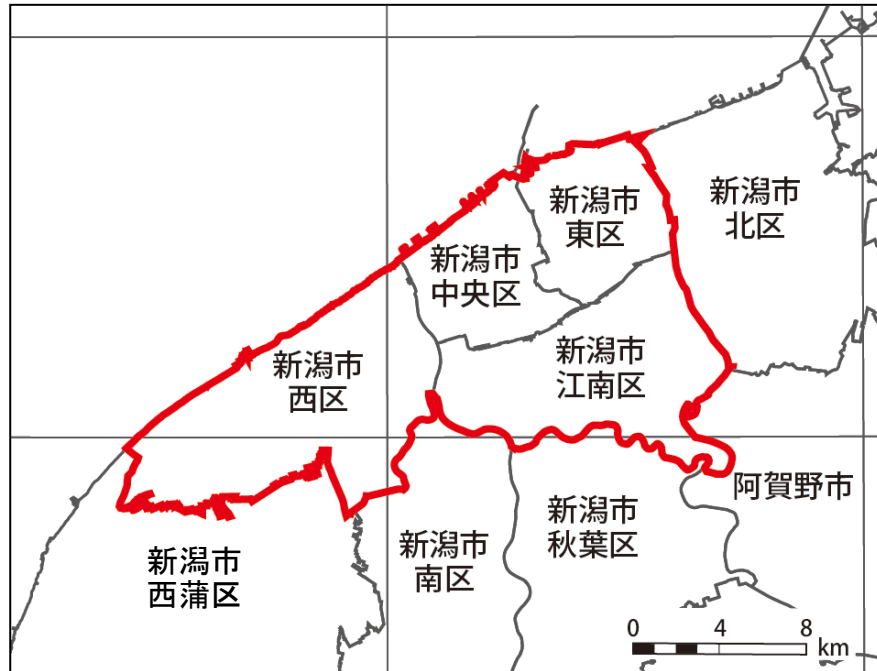 新潟市
北区
新潟市
東区
新潟市
中央区
新潟市
西区
新潟市
江南区
阿賀野市
新潟市
秋葉区
新潟市
南区
新潟市
西蒲区
0 4 8
km